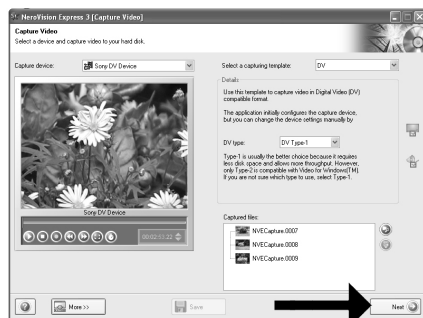 NeroVision Express 3 [Capture Video]
Capture Video
Select a device and capture video to your hard disk.
Capture device: Sony DV Device
Select a capturing template: DV
Details
Use this template to capture video in Digital Video (DV)
compatible format.
The application initially configures the capture device,
but you can change the device settings manually by
DV type: DV Type-1
Type-1 is usually the better choice because it requires
less disk space and allows more throughput. However,
only Type-2 is compatible with Video for Windows(TM).
If you are not sure which type to use, select Type-1.
Sony DV Device
00:02:51.22
Captured files:
NVECapture.0007
NVECapture.0008
NVECapture.0009
More >>
Save
Next